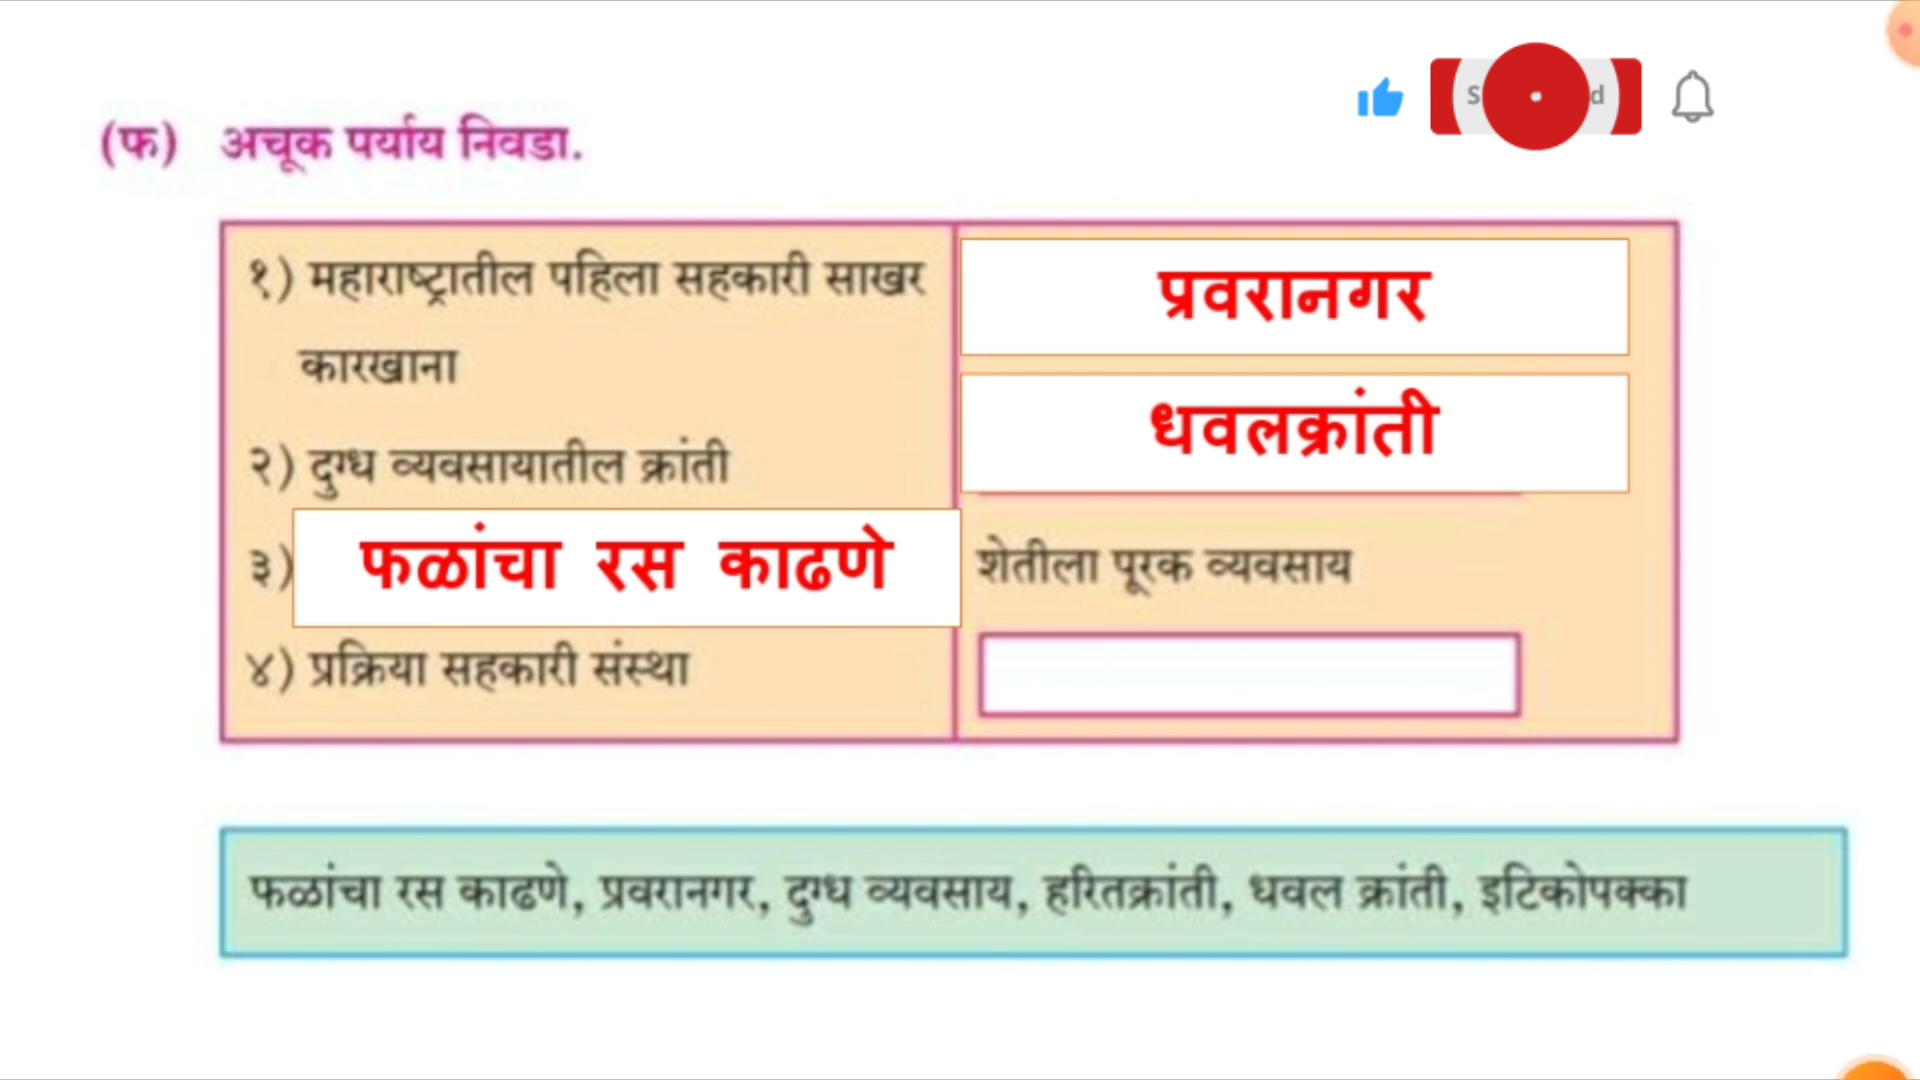 (फ) अचूक पर्याय निवडा.
१) महाराष्ट्रातील पहिला सहकारी साखर
कारखाना
प्रवरानगर
२) दुग्ध व्यवसायातील क्रांती
धवलक्रांती
३) फळांचा रस काढणे शेतीला पूरक व्यवसाय
४) प्रक्रिया सहकारी संस्था
फळांचा रस काढणे, प्रवरानगर, दुग्ध व्यवसाय, हरितक्रांती, धवल क्रांती, इटिकोपक्का